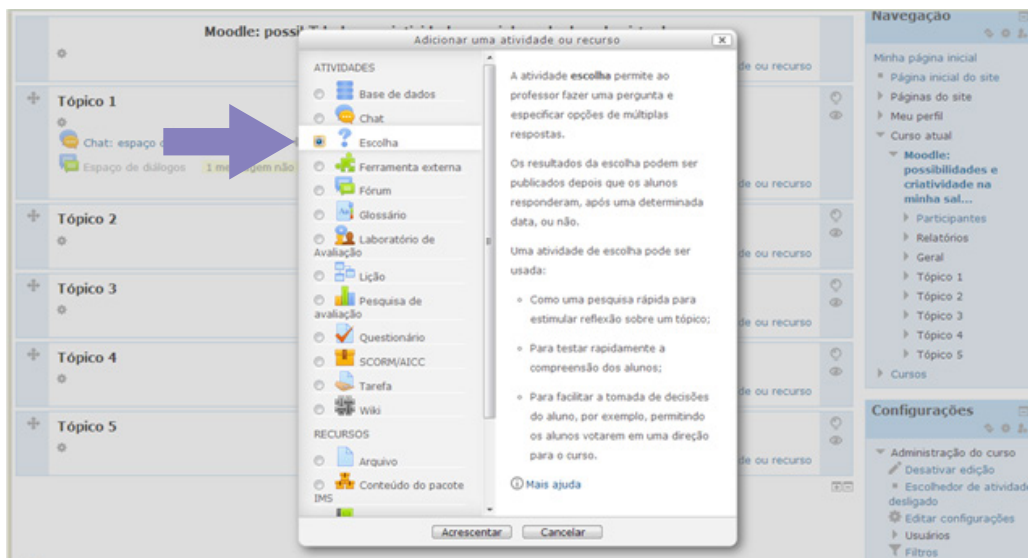 Moodle: possi
de ou recurso
Tópico 1
Chat: espaço d
Espaço de diálogos
1 mensagem não
de ou recurso
Tópico 2
de ou recurso
Tópico 3
de ou recurso
Tópico 4
de ou recurso
Tópico 5
de ou recurso
Adicionar uma atividade ou recurso
ATIVIDADES
Base de dados
Chat
Escolha
Ferramenta externa
Fórum
Glossário
Laboratório de
Avaliação
Lição
Pesquisa de
avaliação
Questionário
SCORM/AICC
Tarefa
Wiki
RECURSOS
Arquivo
Conteúdo do pacote
IMS
A atividade escolha permite ao
professor fazer uma pergunta e
especificar opções de múltiplas
respostas.
Os resultados da escolha podem ser
publicados depois que os alunos
responderam, após uma determinada
data, ou não.
Uma atividade de escolha pode ser
usada:
Como uma pesquisa rápida para
estimular reflexão sobre um tópico;
Para testar rapidamente a
compreensão dos alunos;
Para facilitar a tomada de decisões
do aluno, por exemplo, permitindo
os alunos votarem em uma direção
para o curso.
Mais ajuda
Acrescentar
Cancelar
Navegação
Minha página inicial
Página inicial do site
Páginas do site
Meu perfil
Curso atual
Moodle:
possibilidades e
criatividade na
minha sal...
Participantes
Relatórios
Geral
Tópico 1
Tópico 2
Tópico 3
Tópico 4
Tópico 5
Cursos
Configurações
Administração do curso
Desativar edição
Escolhedor de atividade
desligado
Editar configurações
Usuários
Filtros